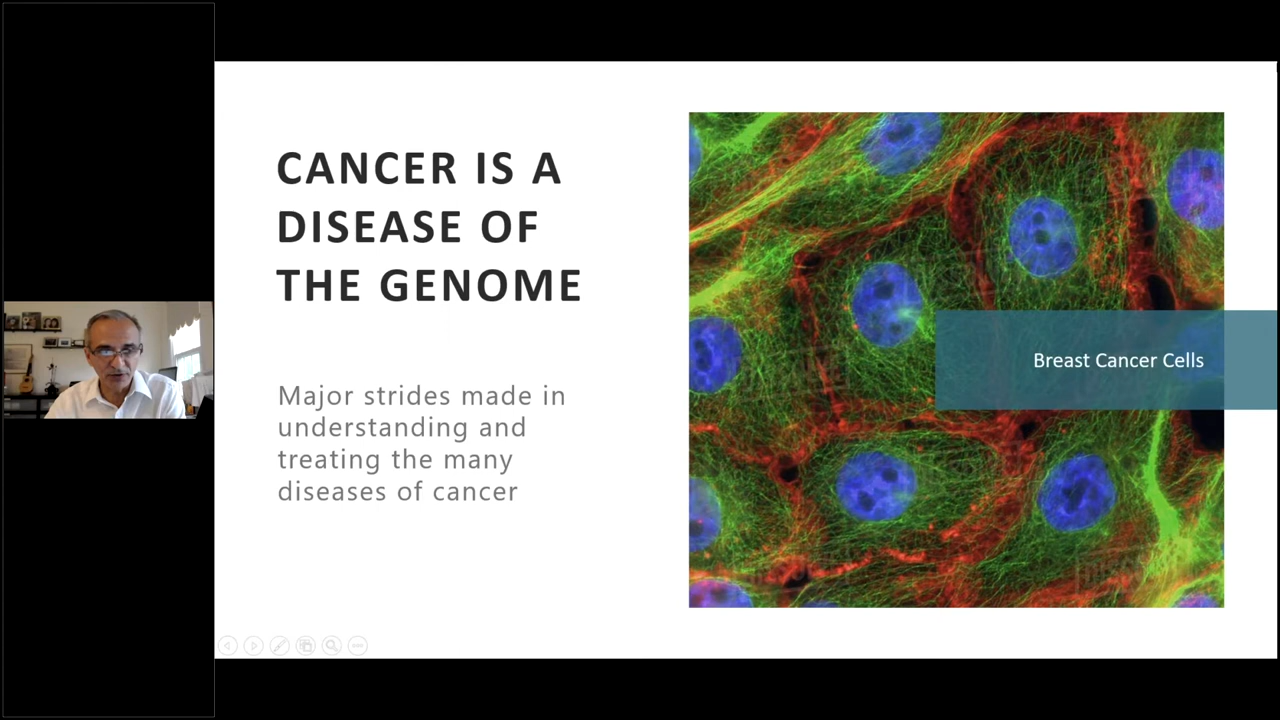 CANCER IS A
DISEASE OF
THE GENOME
Major strides made in
understanding and
treating the many
diseases of cancer
Breast Cancer Cells